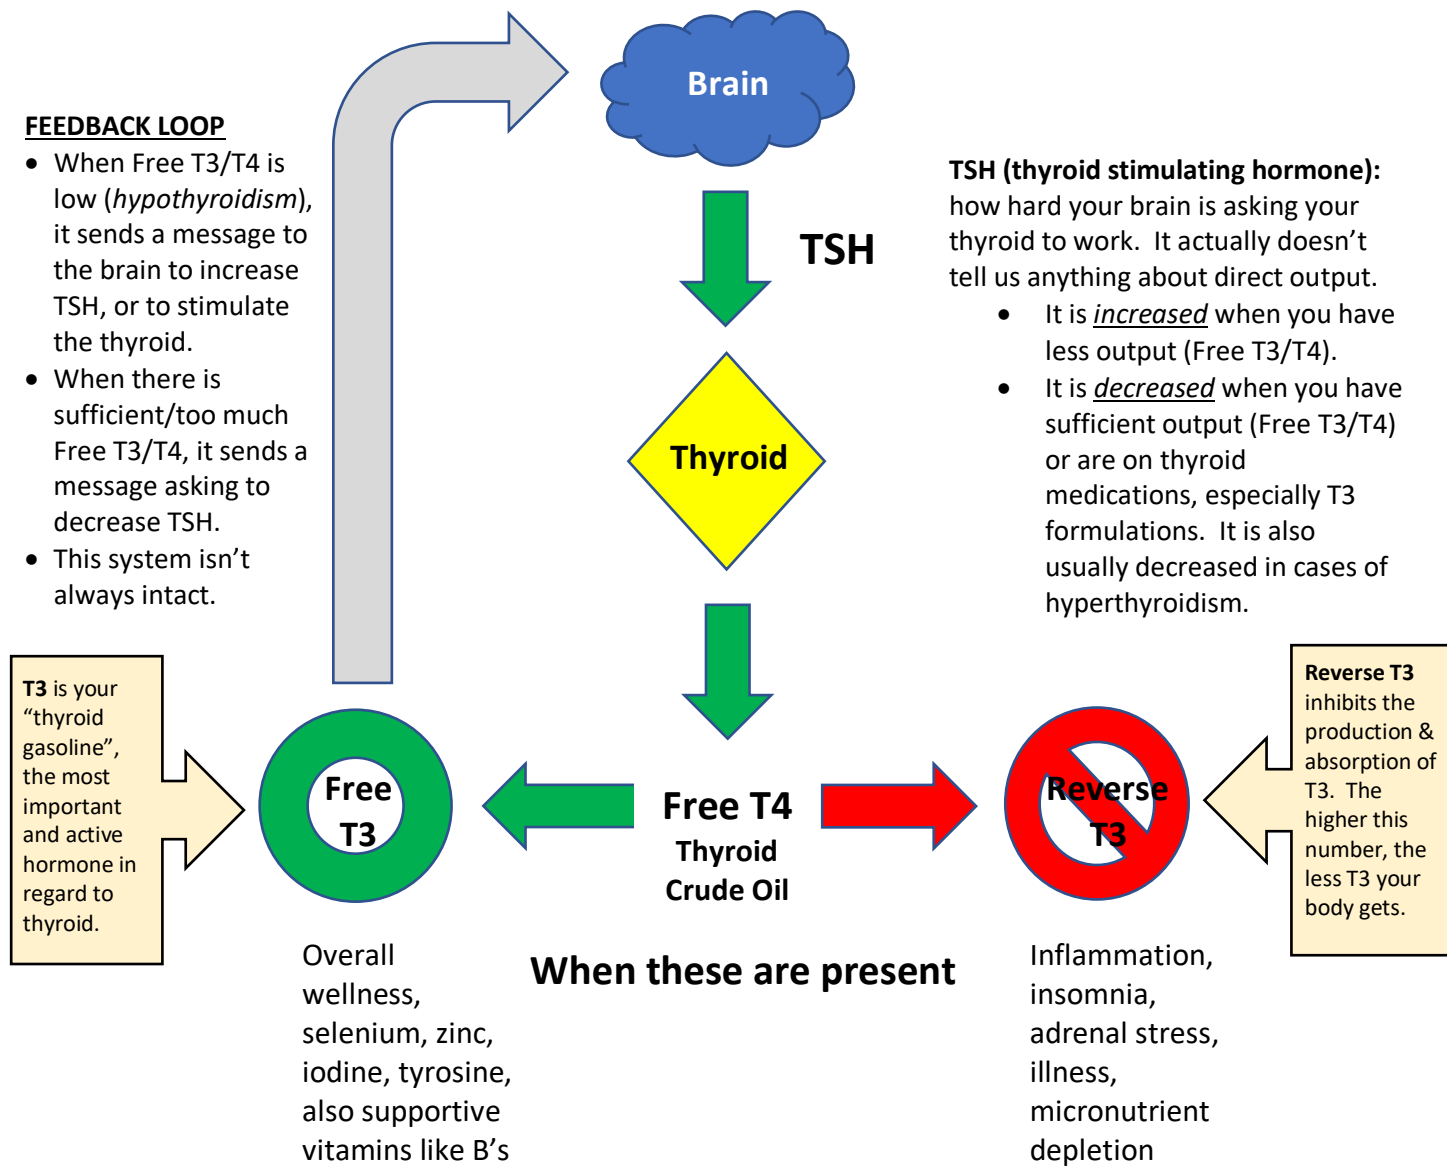 Brain
FEEDBACK LOOP
• When Free T3/T4 is
low (hypothyroidism),
it sends a message to
the brain to increase
TSH, or to stimulate
the thyroid.
• When there is
sufficient/too much
Free T3/T4, it sends a
message asking to
decrease TSH.
• This system isn’t
always intact.
TSH
TSH (thyroid stimulating hormone):
how hard your brain is asking your
thyroid to work. It actually doesn’t
tell us anything about direct output.
• It is increased when you have
less output (Free T3/T4).
• It is decreased when you have
sufficient output (Free T3/T4)
or are on thyroid
medications, especially T3
formulations. It is also
usually decreased in cases of
hyperthyroidism.
Thyroid
T3 is your
“thyroid
gasoline”,
the most
important
and active
hormone in
regard to
thyroid.
Free
T3
Free T4
Thyroid
Crude Oil
Reverse
T3
Reverse T3
inhibits the
production &
absorption of
T3. The
higher this
number, the
less T3 your
body gets.
Overall
wellness,
selenium, zinc,
iodine, tyrosine,
also supportive
vitamins like B’s
When these are present
Inflammation,
insomnia,
adrenal stress,
illness,
micronutrient
depletion